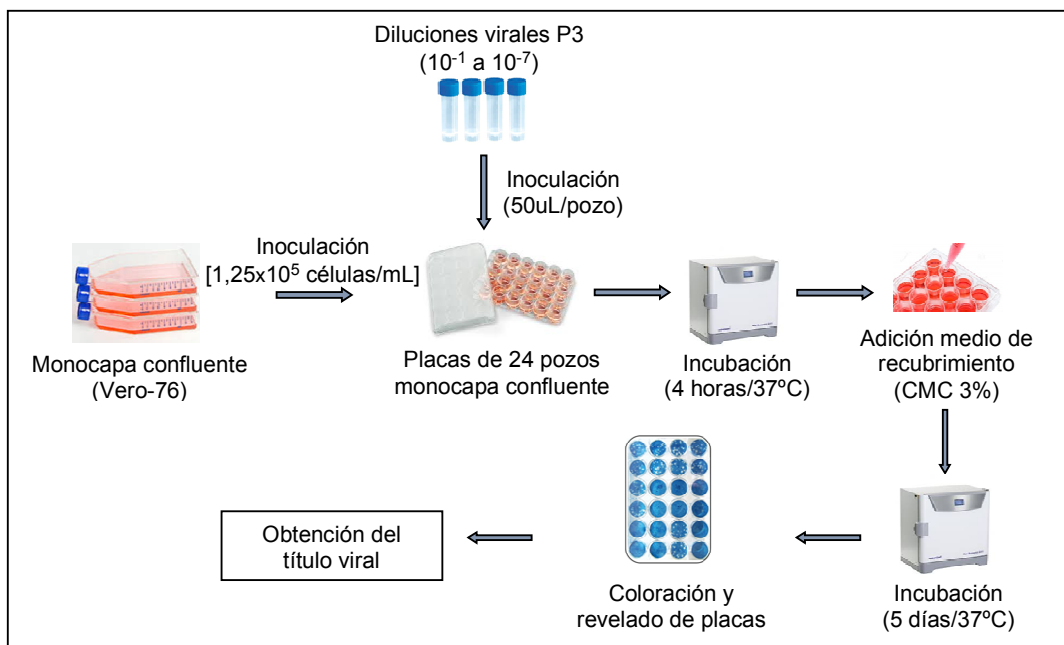 Diluciones virales P3
(10⁻¹ a 10⁻⁷)
Inoculación
(50uL/pozo)
Inoculación
[1,25x10⁵ células/mL]
Monocapa confluente
(Vero-76)
Placas de 24 pozos
monocapa confluente
Incubación
(4 horas/37ºC)
Adición medio de
recubrimiento
(CMC 3%)
Incubación
(5 días/37ºC)
Coloración y
revelado de placas
Obtención del
título viral